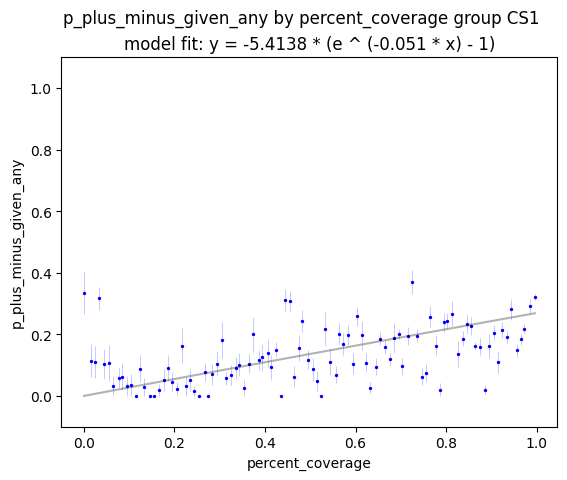 p_plus_minus_given_any by percent_coverage group CS1
model fit: y = -5.4138 * (e ^ (-0.051 * x) - 1)
p_plus_minus_given_any
1.0
0.8
0.6
0.4
0.2
0.0
0.0 0.2 0.4 0.6 0.8 1.0
percent_coverage